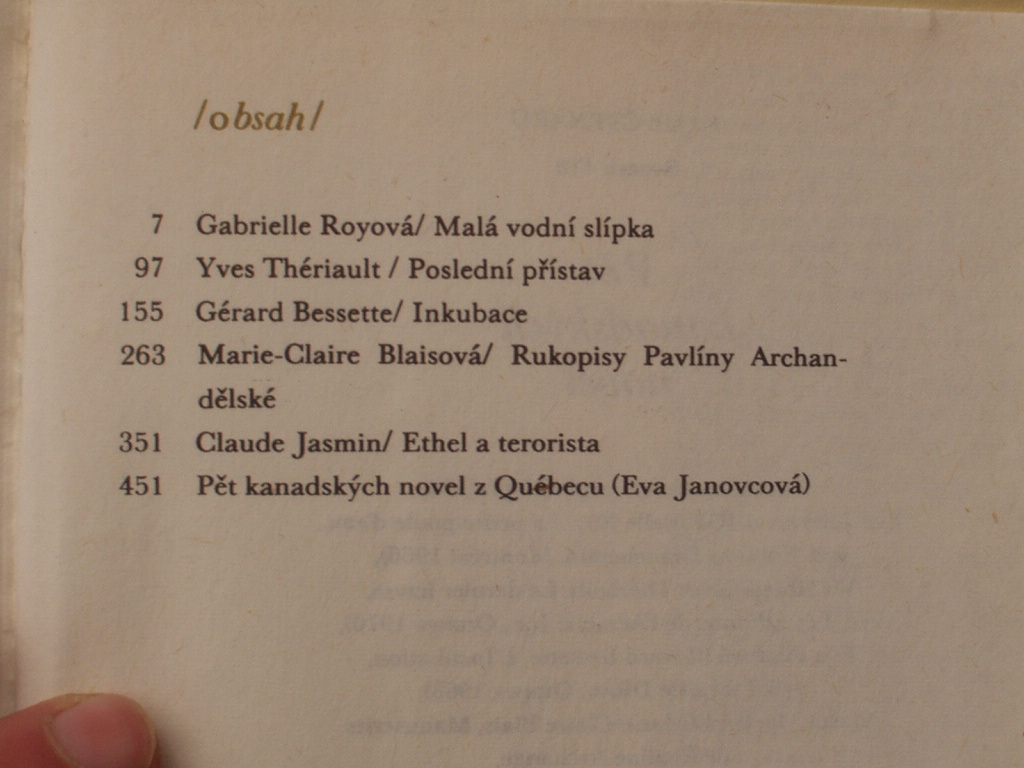 /obsah/
7 Gabrielle Royová/ Malá vodní slípka
97 Yves Thériault / Poslední přístav
155 Gérard Bessette/ Inkubace
263 Marie-Claire Blaisová/ Rukopisy Pavlíny Archan-
dělské
351 Claude Jasmin/ Ethel a terorista
451 Pět kanadských novel z Québecu (Eva Janovcová)